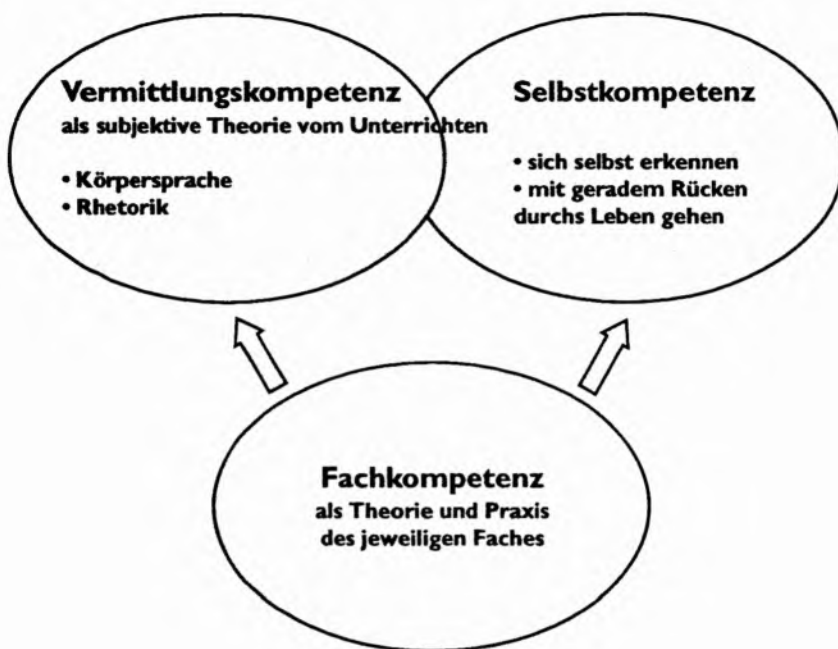 Vermittlungskompetenz
als subjektive Theorie vom Unterrichten
• Körpersprache
• Rhetorik
Selbstkompetenz
• sich selbst erkennen
• mit geradem Rücken
durchs Leben gehen
Fachkompetenz
als Theorie und Praxis
des jeweiligen Faches